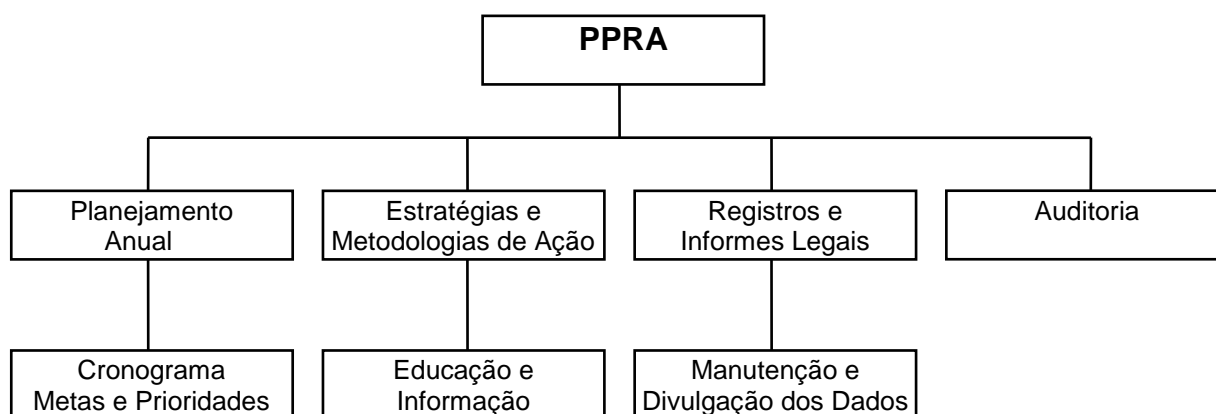 PPRA
Planejamento
Anual
Estratégias e
Metodologias de Ação
Registros e
Informes Legais
Auditoria
Cronograma
Metas e Prioridades
Educação e
Informação
Manutenção e
Divulgação dos Dados